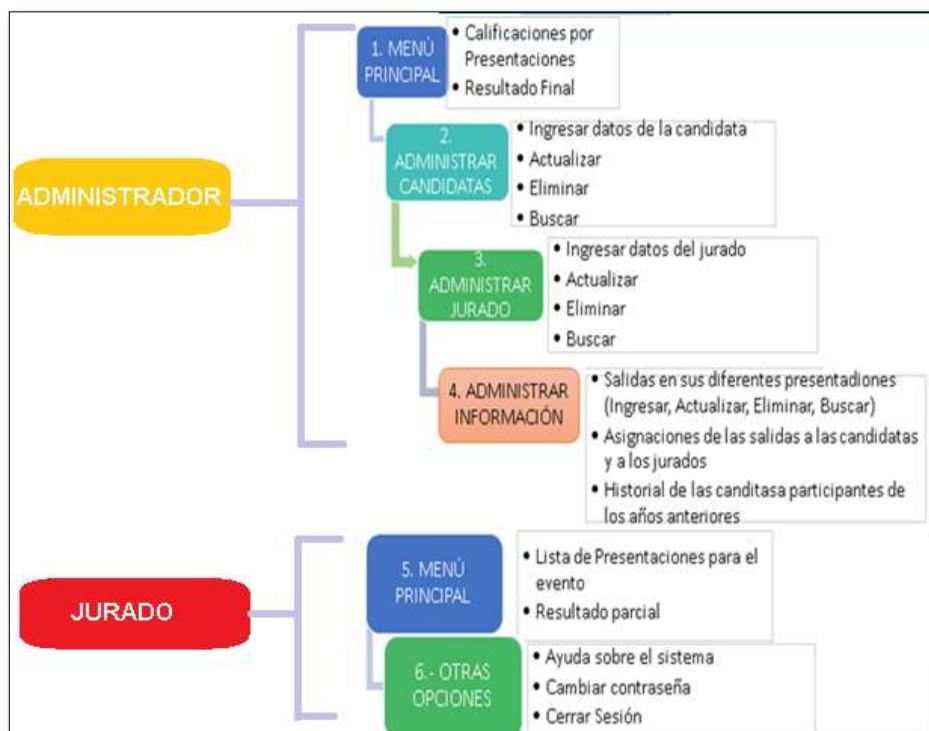 ADMINISTRADOR
1. MENÚ
PRINCIPAL
• Calificaciones por
Presentaciones
• Resultado Final
2.
ADMINISTRAR
CANDIDATAS
• Ingresar datos de la candidata
• Actualizar
• Eliminar
• Buscar
3.
ADMINISTRAR
JURADO
• Ingresar datos del jurado
• Actualizar
• Eliminar
• Buscar
4. ADMINISTRAR
INFORMACIÓN
• Salidas en sus diferentes presentadiones
(Ingresar, Actualizar, Eliminar, Buscar)
• Asignaciones de las salidas a las candidatas
y a los jurados
• Historial de las canditasa participantes de
los años anteriores
JURADO
5. MENÚ
PRINCIPAL
• Lista de Presentaciones para el
evento
• Resultado parcial
6.- OTRAS
OPCIONES
• Ayuda sobre el sistema
• Cambiar contraseña
• Cerrar Sesión